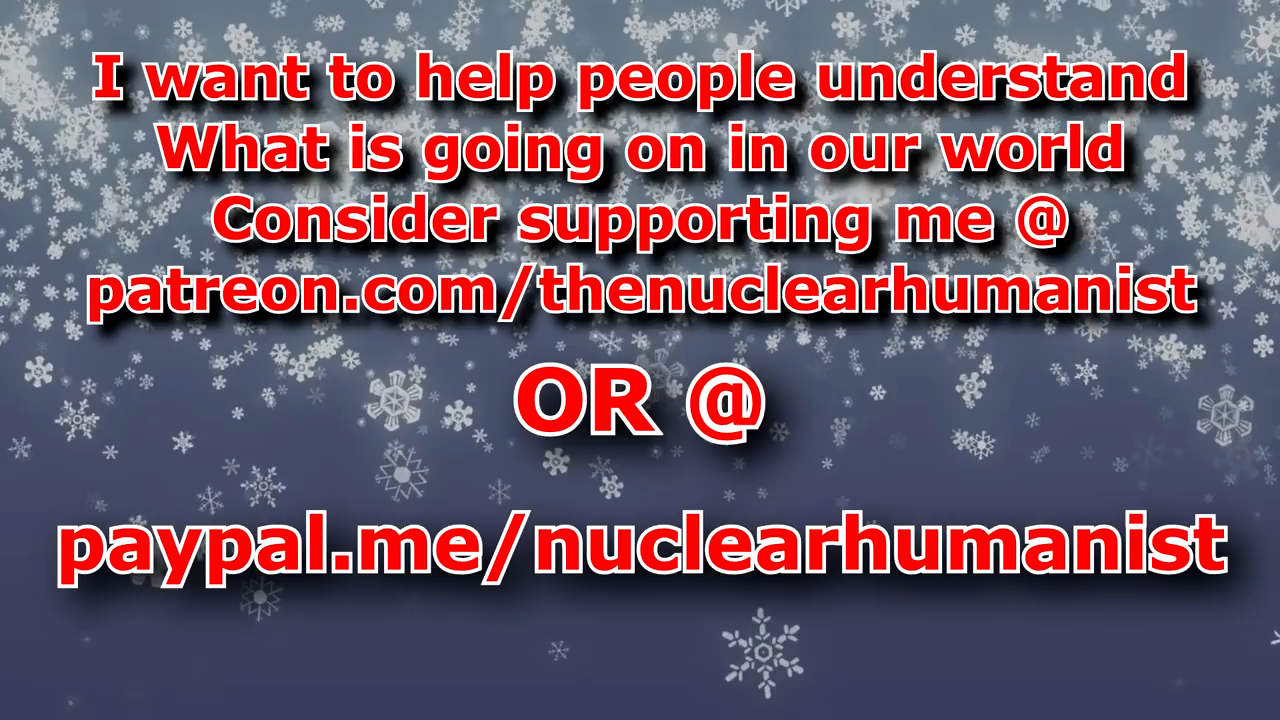 I want to help people understand
What is going on in our world
Consider supporting me @
patreon.com/thenuclearhumanist
OR @
paypal.me/nuclearhumanist